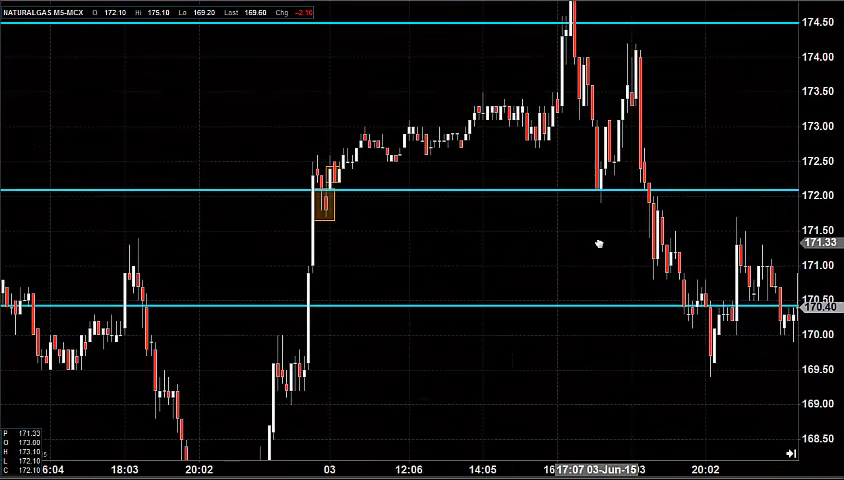 NATURALGAS M5-MCX O 172.10 Hi 175.10 Lo 169.20 Last 169.60 Chg -2.10
174.50
174.00
173.50
173.00
172.50
172.00
171.50
171.33
171.00
170.50
170.40
170.00
169.50
169.00
168.50
P 171.33
O 173.00
H 173.10
L 172.10
C 172.10
6:04 18:03 20:02 03 12:06 14:05 16 17:07 03-Jun-15 3 20:02